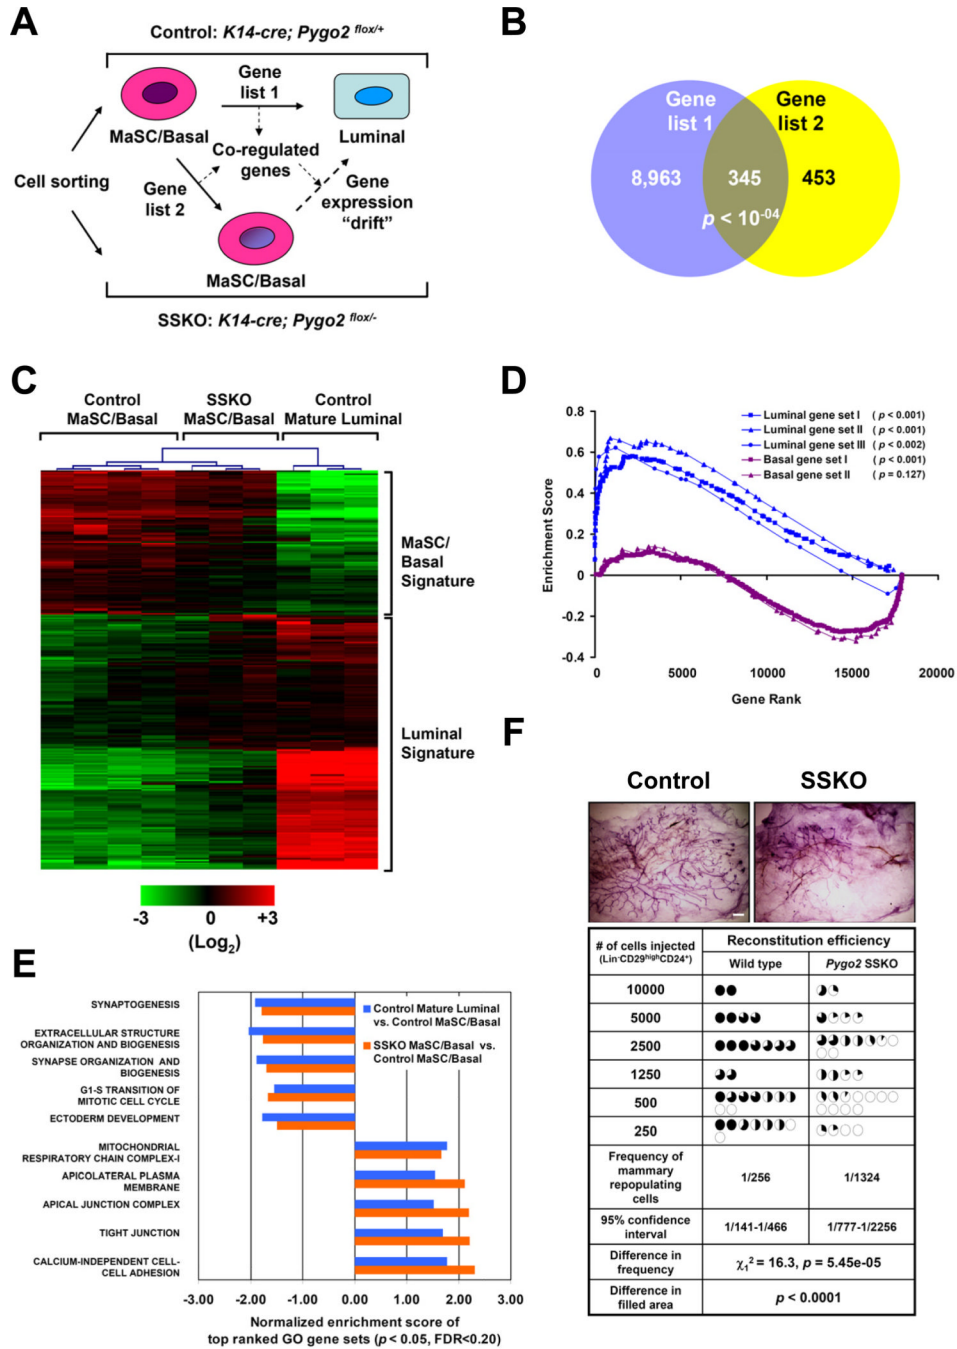 A
Control: K14-cre; Pygo2 flox/+
Gene
list 1
MaSC/Basal
Luminal
Co-regulated
genes
Cell sorting
Gene
list 2
Gene
expression
“drift”
MaSC/Basal
SSKO: K14-cre; Pygo2 flox/-
B
Gene
list 1
Gene
list 2
8,963
345
453
p < 10-04
C
Control
MaSC/Basal
SSKO
MaSC/Basal
Control
Mature Luminal
MaSC/
Basal
Signature
Luminal
Signature
-3
0
+3
(Log2)
D
Enrichment Score
0.8
0.6
0.4
0.2
0
-0.2
-0.4
Luminal gene set I ( p < 0.001)
Luminal gene set II ( p < 0.001)
Luminal gene set III ( p < 0.002)
Basal gene set I ( p < 0.001)
Basal gene set II ( p = 0.127)
0
5000
10000
15000
20000
Gene Rank
E
SYNAPTOGENESIS
EXTRACELLULAR STRUCTURE
ORGANIZATION AND BIOGENESIS
SYNAPSE ORGANIZATION AND
BIOGENESIS
G1-S TRANSITION OF
MITOTIC CELL CYCLE
ECTODERM DEVELOPMENT
MITOCHONDRIAL
RESPIRATORY CHAIN COMPLEX-I
APICOLATERAL PLASMA
MEMBRANE
APICAL JUNCTION COMPLEX
TIGHT JUNCTION
CALCIUM-INDEPENDENT CELL-
CELL ADHESION
Control Mature Luminal
vs. Control MaSC/Basal
SSKO MaSC/Basal vs.
Control MaSC/Basal
-3.00
-2.00
-1.00
0.00
1.00
2.00
3.00
Normalized enrichment score of
top ranked GO gene sets (p < 0.05, FDR<0.20)
F
Control
SSKO
# of cells injected
(Lin-CD29highCD24+)
Reconstitution efficiency
Wild type
Pygo2 SSKO
10000
5000
2500
1250
500
250
Frequency of
mammary
repopulating
cells
1/256
1/1324
95% confidence
interval
1/141-1/466
1/777-1/2256
Difference in
frequency
χ₁² = 16.3, p = 5.45e-05
Difference in
filled area
p < 0.0001